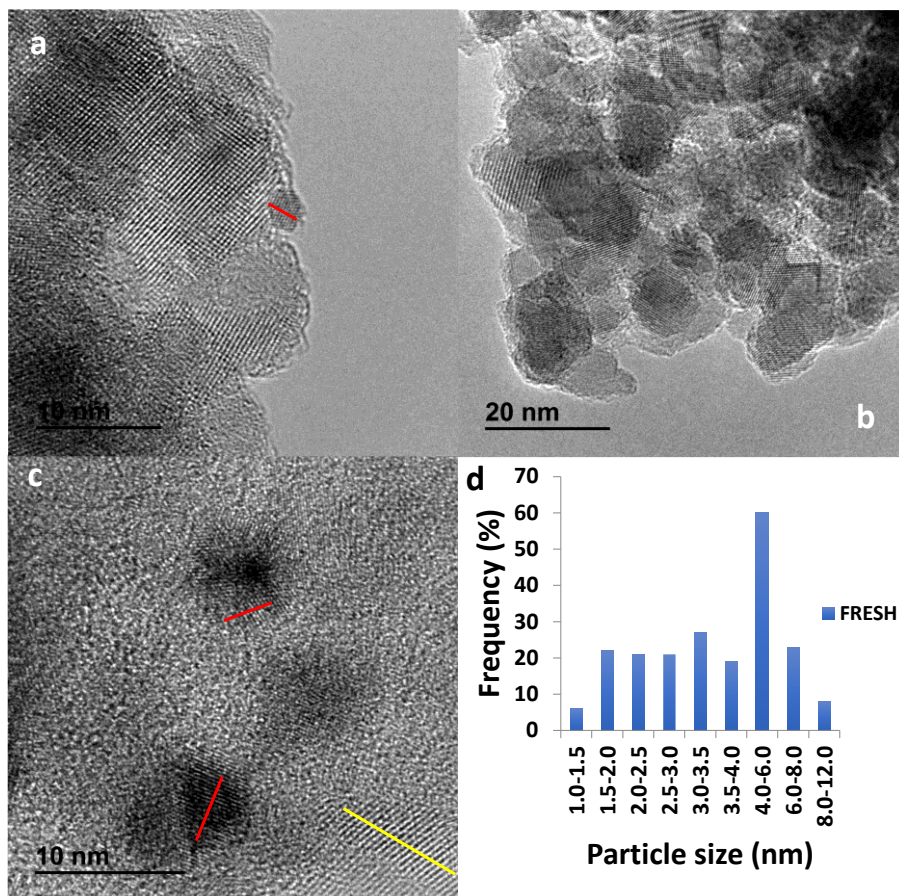 a
10 nm
20 nm
b
c
10 nm
d
Frequency (%)
70
60
50
40
30
20
10
0
FRESH
1.0-1.5
1.5-2.0
2.0-2.5
2.5-3.0
3.0-3.5
3.5-4.0
4.0-6.0
6.0-8.0
8.0-12.0
Particle size (nm)